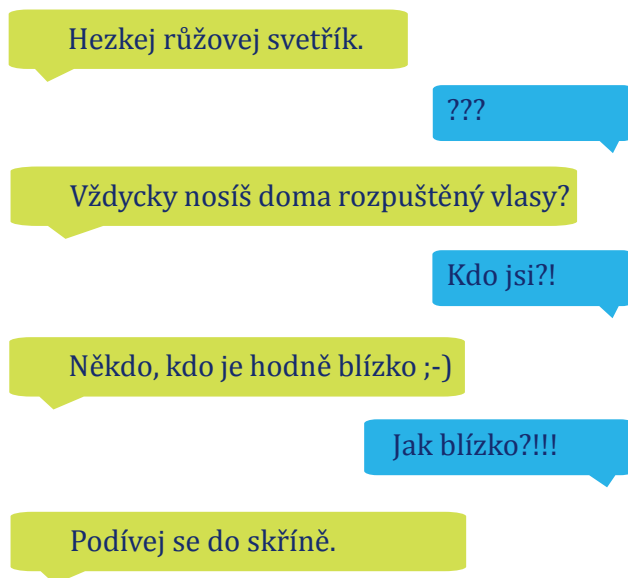 Hezkej růžovej svetřík.
???
Vždycky nosíš doma rozpuštěný vlasy?
Kdo jsi?!
Někdo, kdo je hodně blízko ;-)
Jak blízko?!!!
Podívej se do skříně.